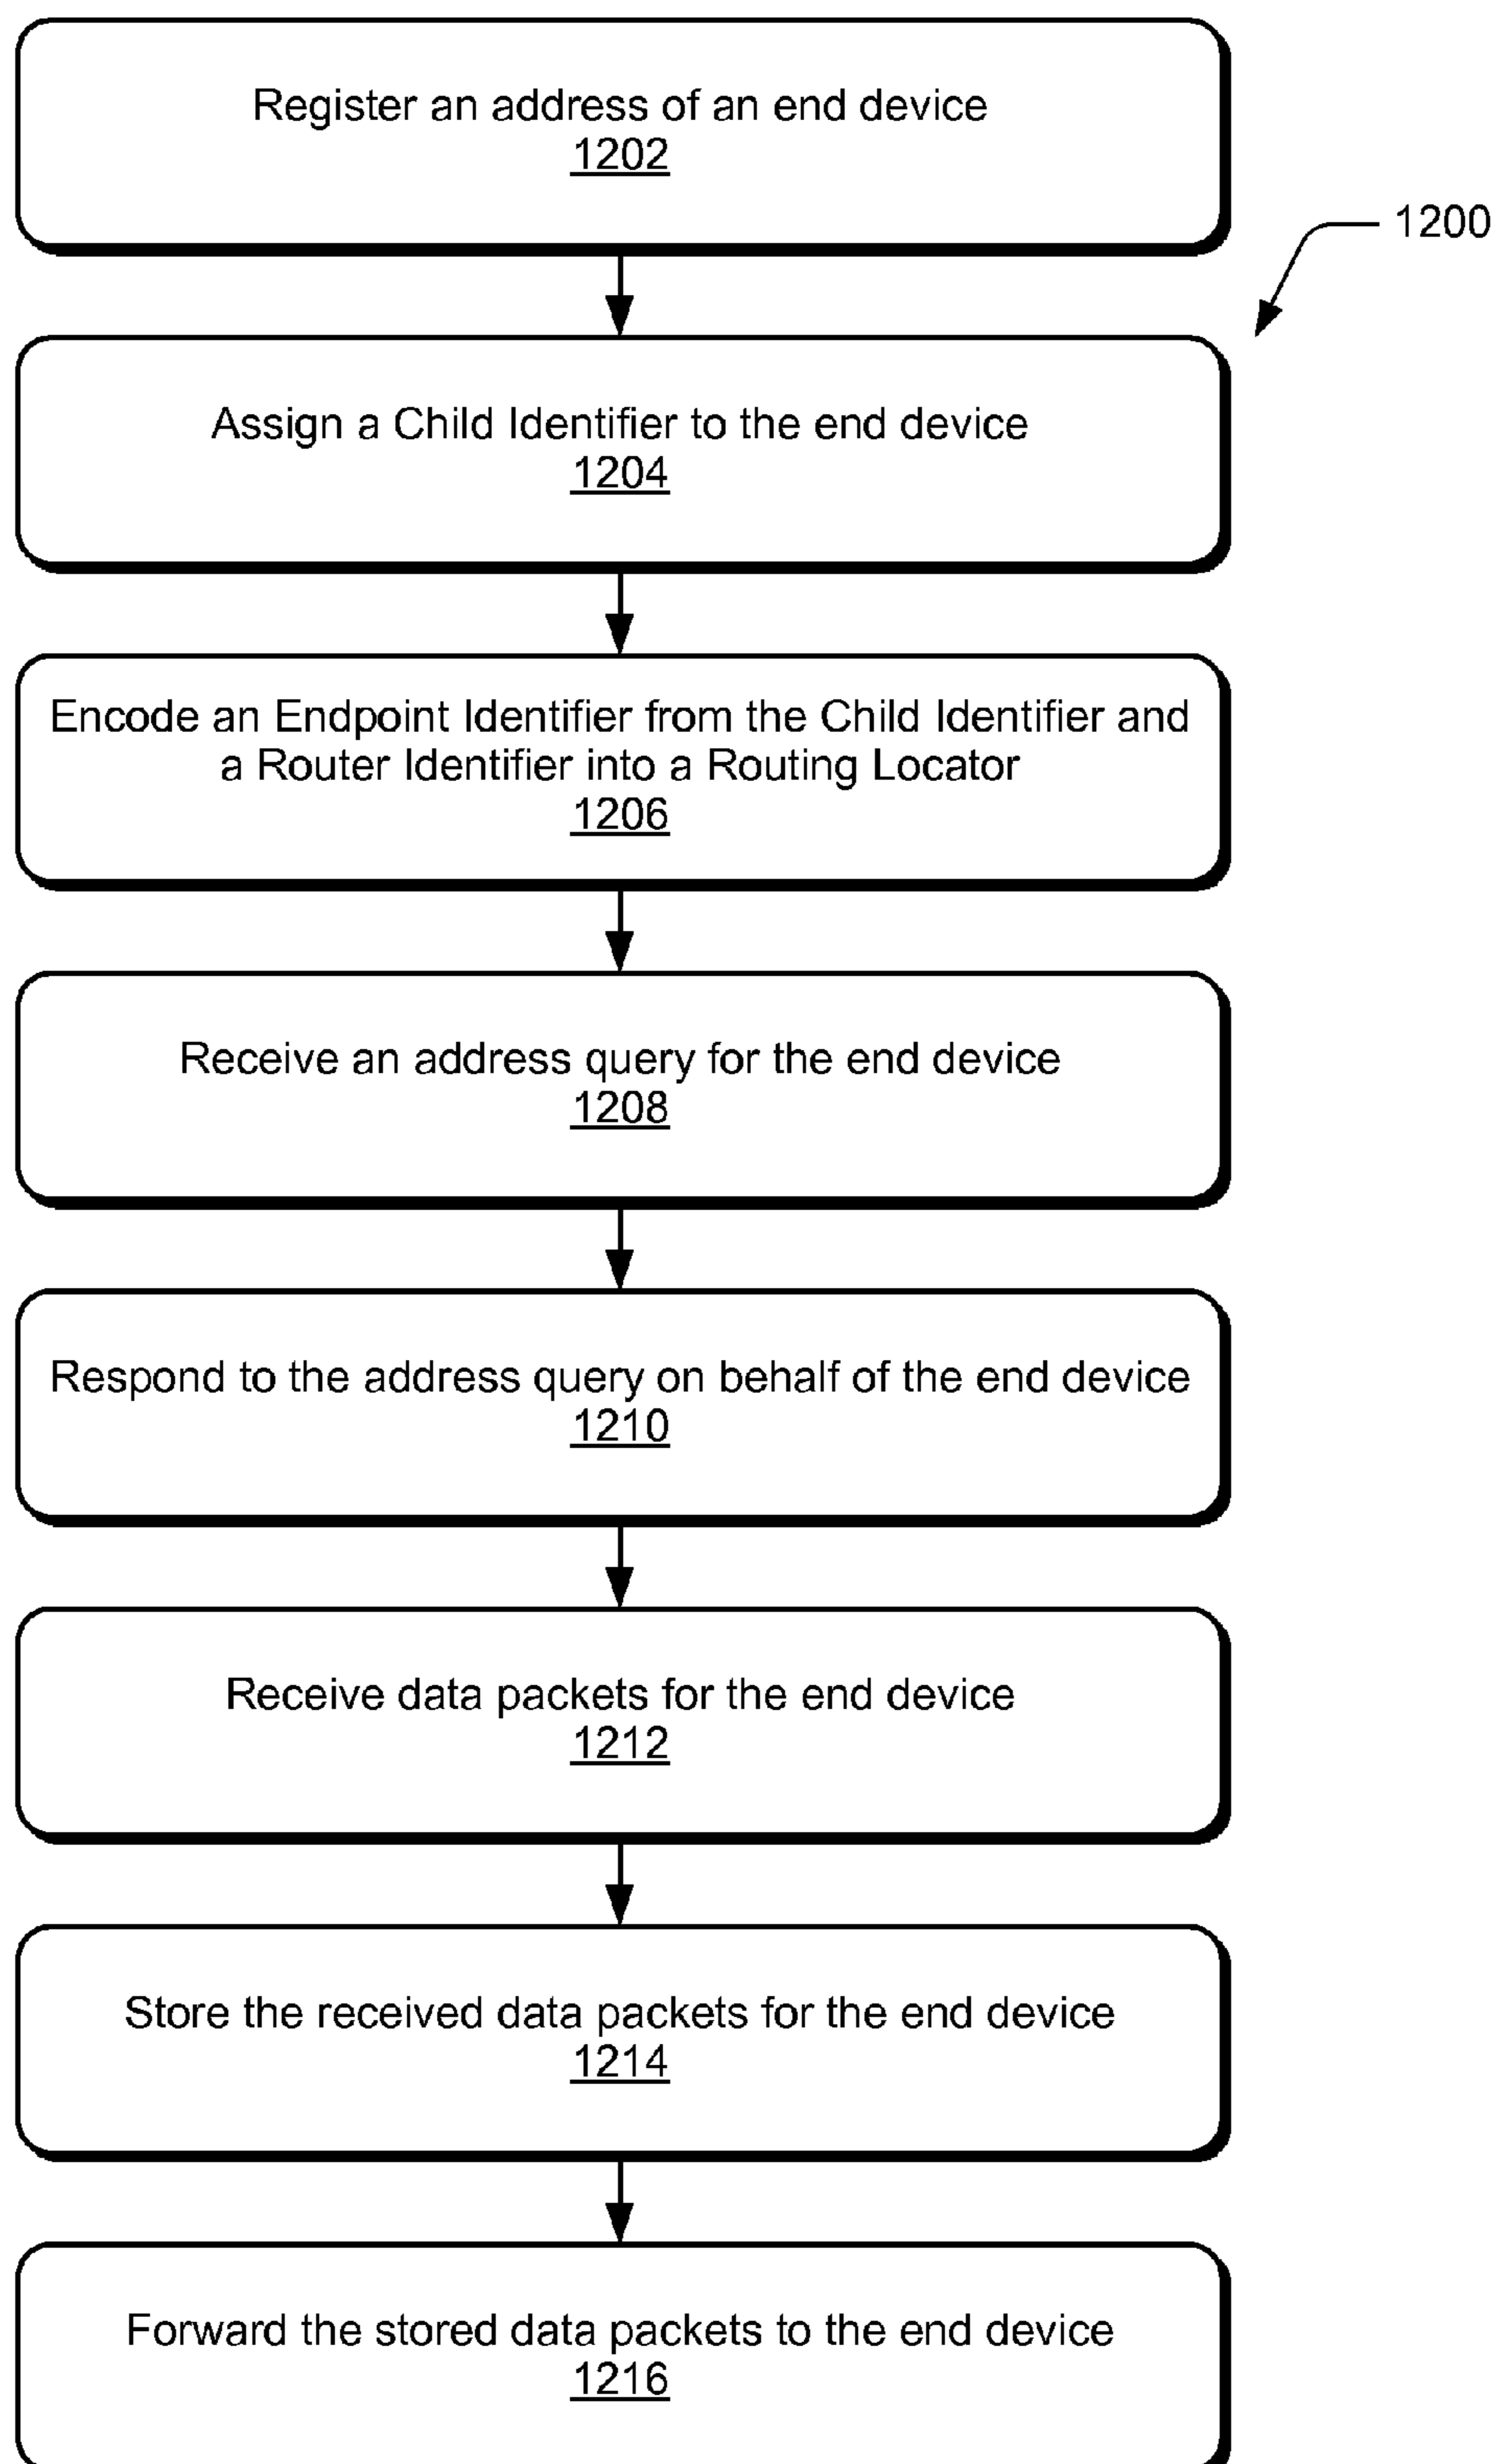 Register an address of an end device
1202
1200
Assign a Child Identifier to the end device
1204
Encode an Endpoint Identifier from the Child Identifier and
a Router Identifier into a Routing Locator
1206
Receive an address query for the end device
1208
Respond to the address query on behalf of the end device
1210
Receive data packets for the end device
1212
Store the received data packets for the end device
1214
Forward the stored data packets to the end device
1216